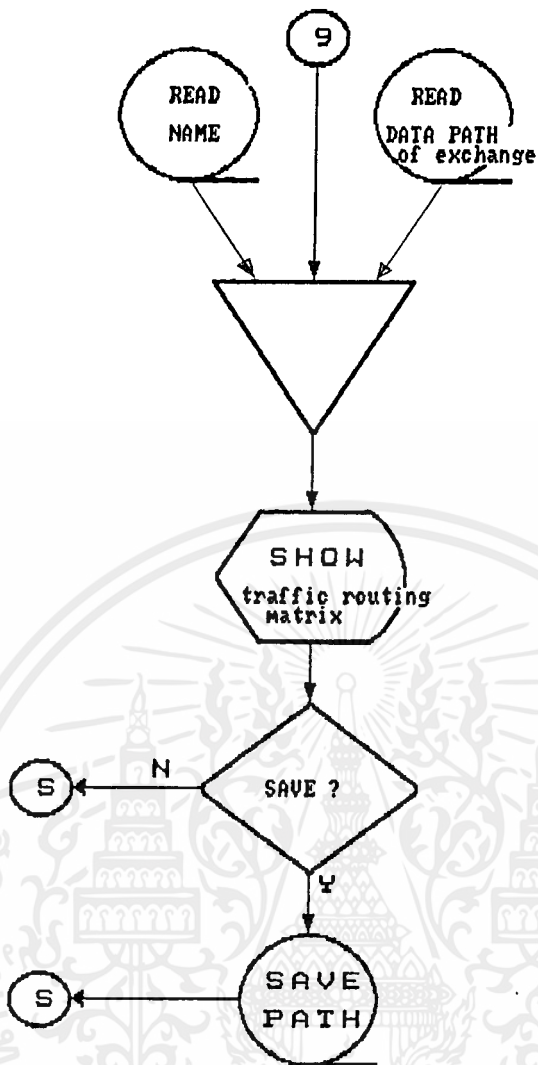 9
READ
NAME
READ
DATA PATH
of exchange
SHOW
traffic routing
matrix
SAVE ?
N
S
Y
SAVE
PATH
S